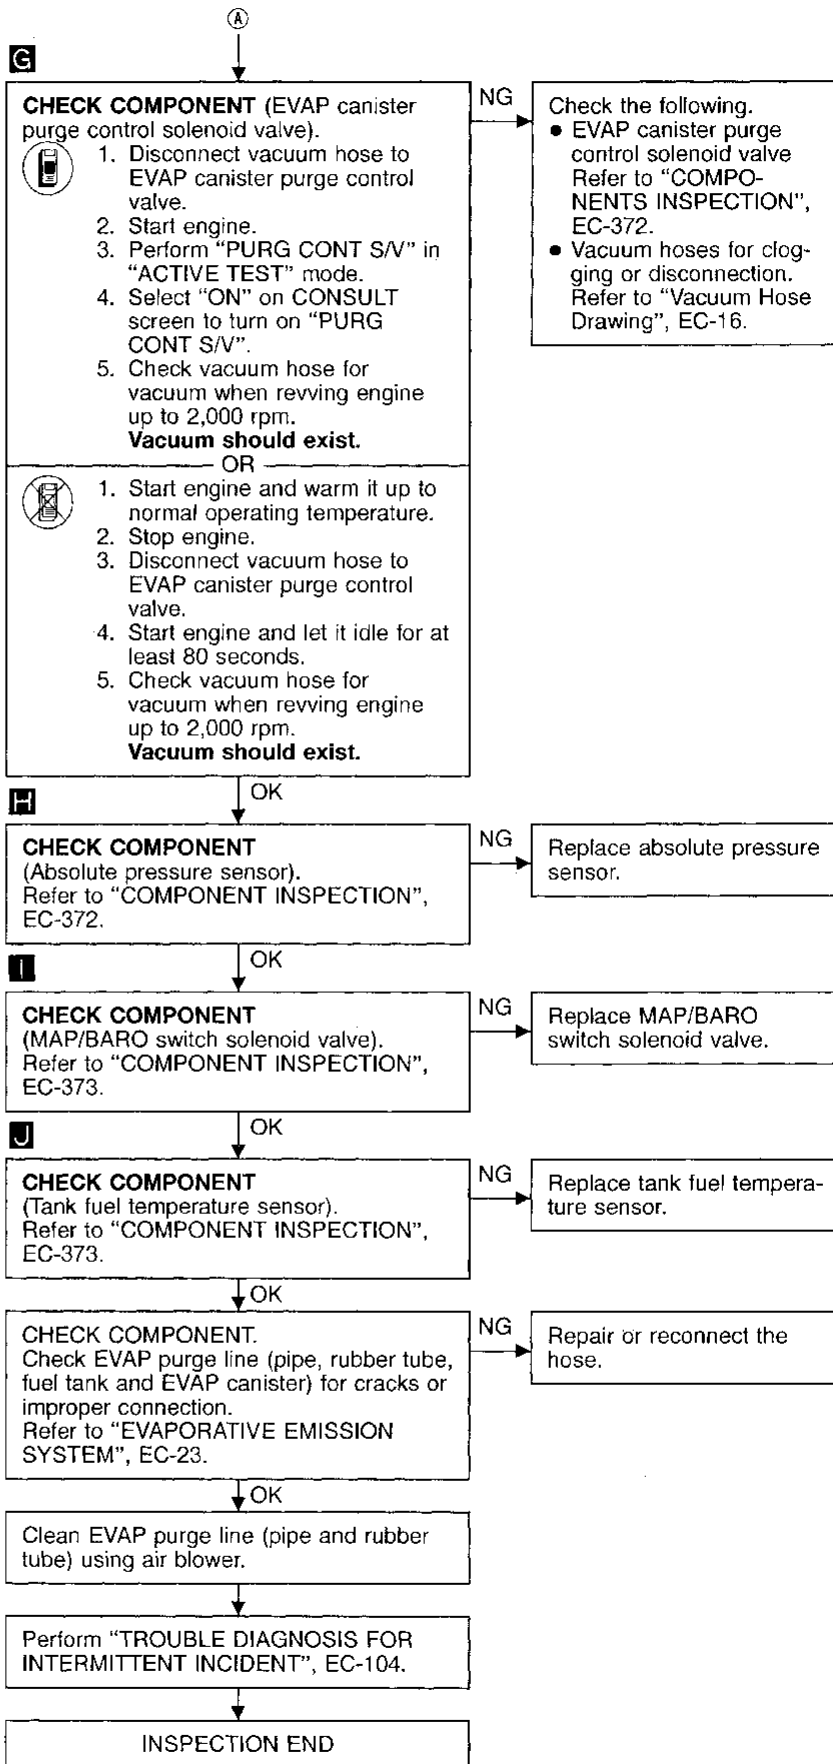 A
G
CHECK COMPONENT (EVAP canister
purge control solenoid valve).
1. Disconnect vacuum hose to
EVAP canister purge control
valve.
2. Start engine.
3. Perform "PURG CONT S/V" in
"ACTIVE TEST" mode.
4. Select "ON" on CONSULT
screen to turn on "PURG
CONT S/V".
5. Check vacuum hose for
vacuum when revving engine
up to 2,000 rpm.
Vacuum should exist.
OR
1. Start engine and warm it up to
normal operating temperature.
2. Stop engine.
3. Disconnect vacuum hose to
EVAP canister purge control
valve.
4. Start engine and let it idle for at
least 80 seconds.
5. Check vacuum hose for
vacuum when revving engine
up to 2,000 rpm.
Vacuum should exist.
NG
Check the following.
● EVAP canister purge
control solenoid valve
Refer to "COMPO-
NENTS INSPECTION",
EC-372.
● Vacuum hoses for clog-
ging or disconnection.
Refer to "Vacuum Hose
Drawing", EC-16.
OK
H
CHECK COMPONENT
(Absolute pressure sensor).
Refer to "COMPONENT INSPECTION",
EC-372.
NG
Replace absolute pressure
sensor.
OK
I
CHECK COMPONENT
(MAP/BARO switch solenoid valve).
Refer to "COMPONENT INSPECTION",
EC-373.
NG
Replace MAP/BARO
switch solenoid valve.
OK
J
CHECK COMPONENT
(Tank fuel temperature sensor).
Refer to "COMPONENT INSPECTION",
EC-373.
NG
Replace tank fuel tempera-
ture sensor.
OK
CHECK COMPONENT.
Check EVAP purge line (pipe, rubber tube,
fuel tank and EVAP canister) for cracks or
improper connection.
Refer to "EVAPORATIVE EMISSION
SYSTEM", EC-23.
NG
Repair or reconnect the
hose.
OK
Clean EVAP purge line (pipe and rubber
tube) using air blower.
Perform "TROUBLE DIAGNOSIS FOR
INTERMITTENT INCIDENT", EC-104.
INSPECTION END